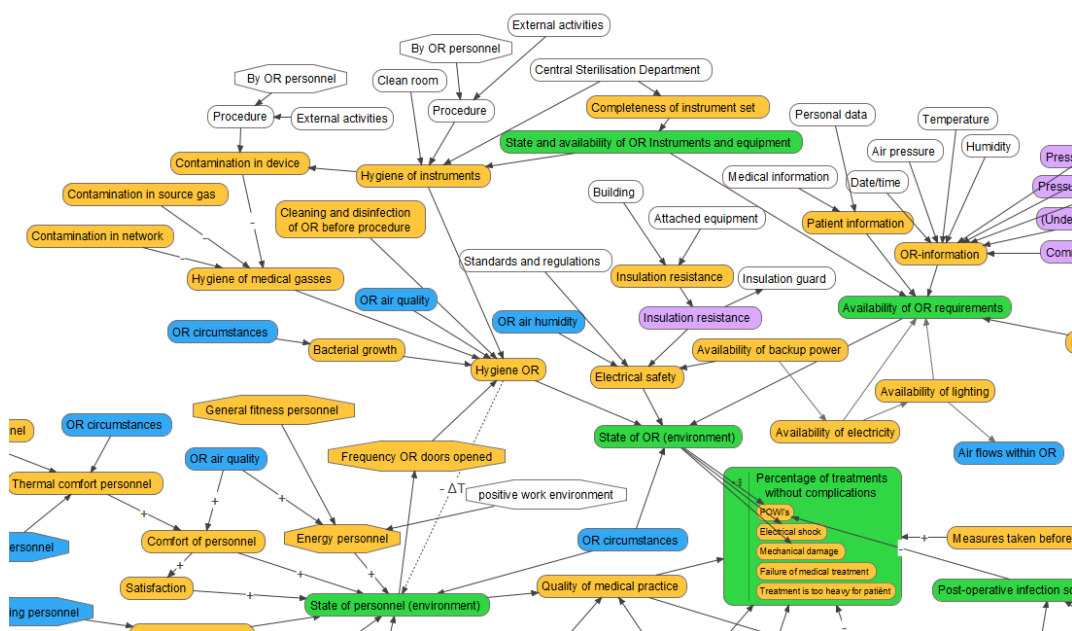 External activities
By OR personnel
By OR personnel
Clean room
Central Sterilisation Department
Procedure
External activities
Procedure
Completeness of instrument set
Personal data
Temperature
State and availability of OR Instruments and equipment
Air pressure
Humidity
Contamination in device
Hygiene of instruments
Medical information
Date/time
Contamination in source gas
Building
Cleaning and disinfection
of OR before procedure
Attached equipment
Patient information
Contamination in network
OR-information
Standards and regulations
Hygiene of medical gasses
Insulation resistance
Insulation guard
OR air quality
Availability of OR requirements
OR circumstances
OR air humidity
Insulation resistance
Bacterial growth
Availability of backup power
Hygiene OR
Electrical safety
Availability of lighting
General fitness personnel
OR circumstances
State of OR (environment)
Availability of electricity
Air flows within OR
OR air quality
Frequency OR doors opened
Thermal comfort personnel
- ΔT
positive work environment
Percentage of treatments
without complications
POWI's
Electrical shock
Mechanical damage
Failure of medical treatment
Treatment is too heavy for patiënt
+
+
+
+
Comfort of personnel
Energy personnel
OR circumstances
Measures taken before
+
+
+
+
Satisfaction
+
Quality of medical practice
State of personnel (environment)